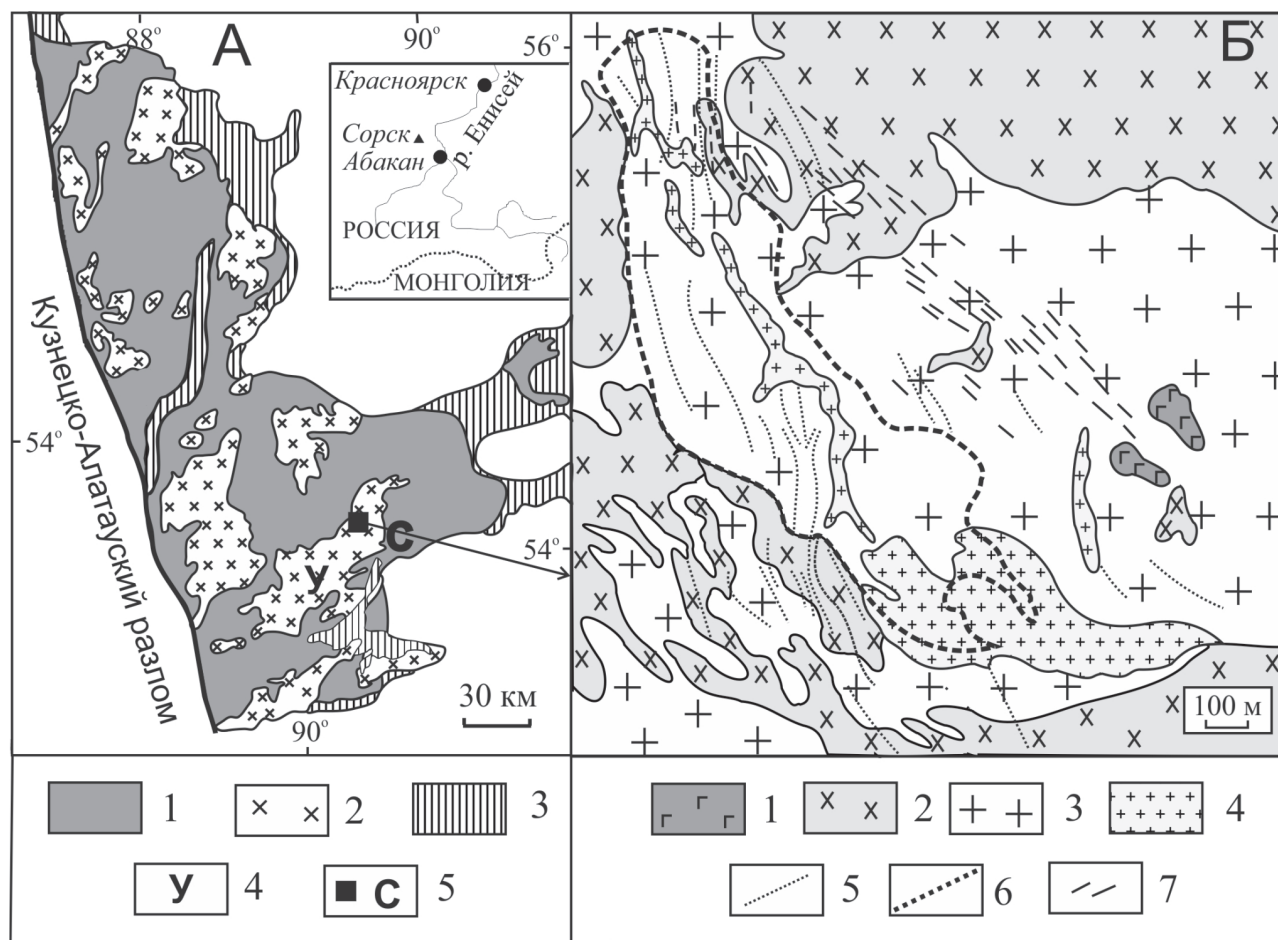 88°
А
90°
56°
Б
Красноярск
р. Енисей
Сорск
Абакан
РОССИЯ
МОНГОЛИЯ
Кузнецко-Алатауский разлом
54°
С
54°
У
30 км
90°
100 м
1
2
3
У
4
С
5
1
2
3
4
5
6
7